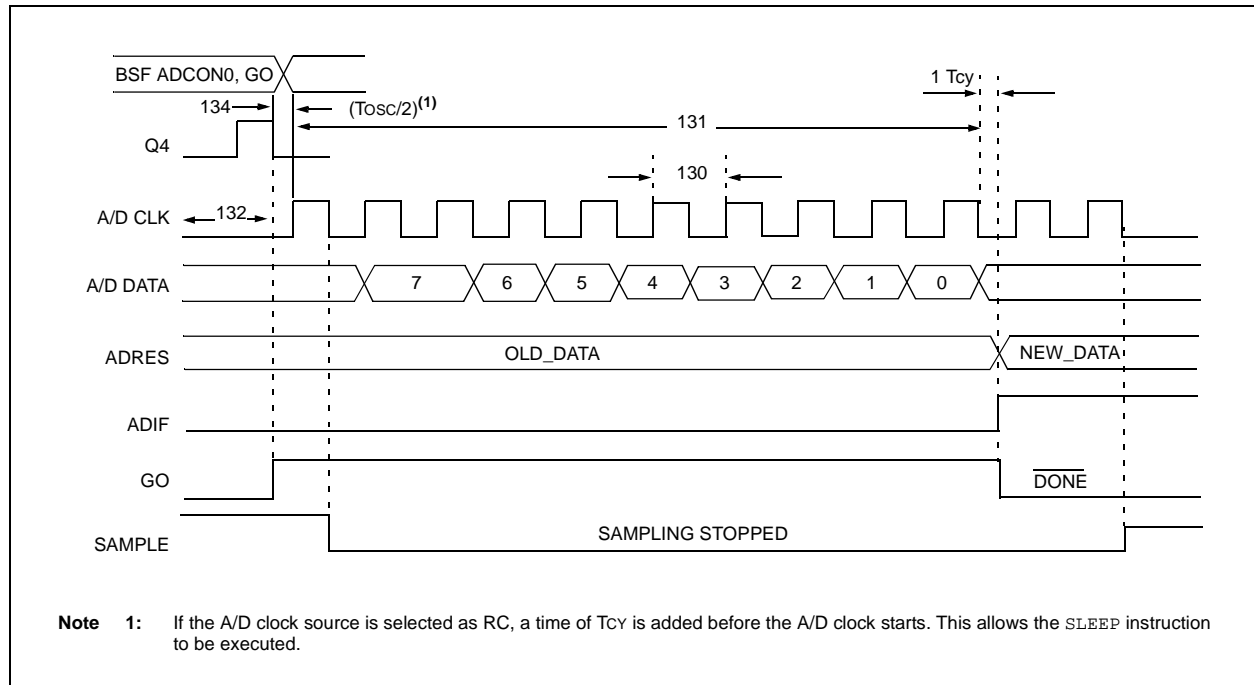 BSF ADCON0, GO
1 TCY
134
(TOSC/2)(1)
131
Q4
130
A/D CLK
132
A/D DATA
7 6 5 4 3 2 1 0
ADRES
OLD_DATA
NEW_DATA
ADIF
GO
DONE
SAMPLE
SAMPLING STOPPED
Note 1: If the A/D clock source is selected as RC, a time of TCY is added before the A/D clock starts. This allows the SLEEP instruction
to be executed.